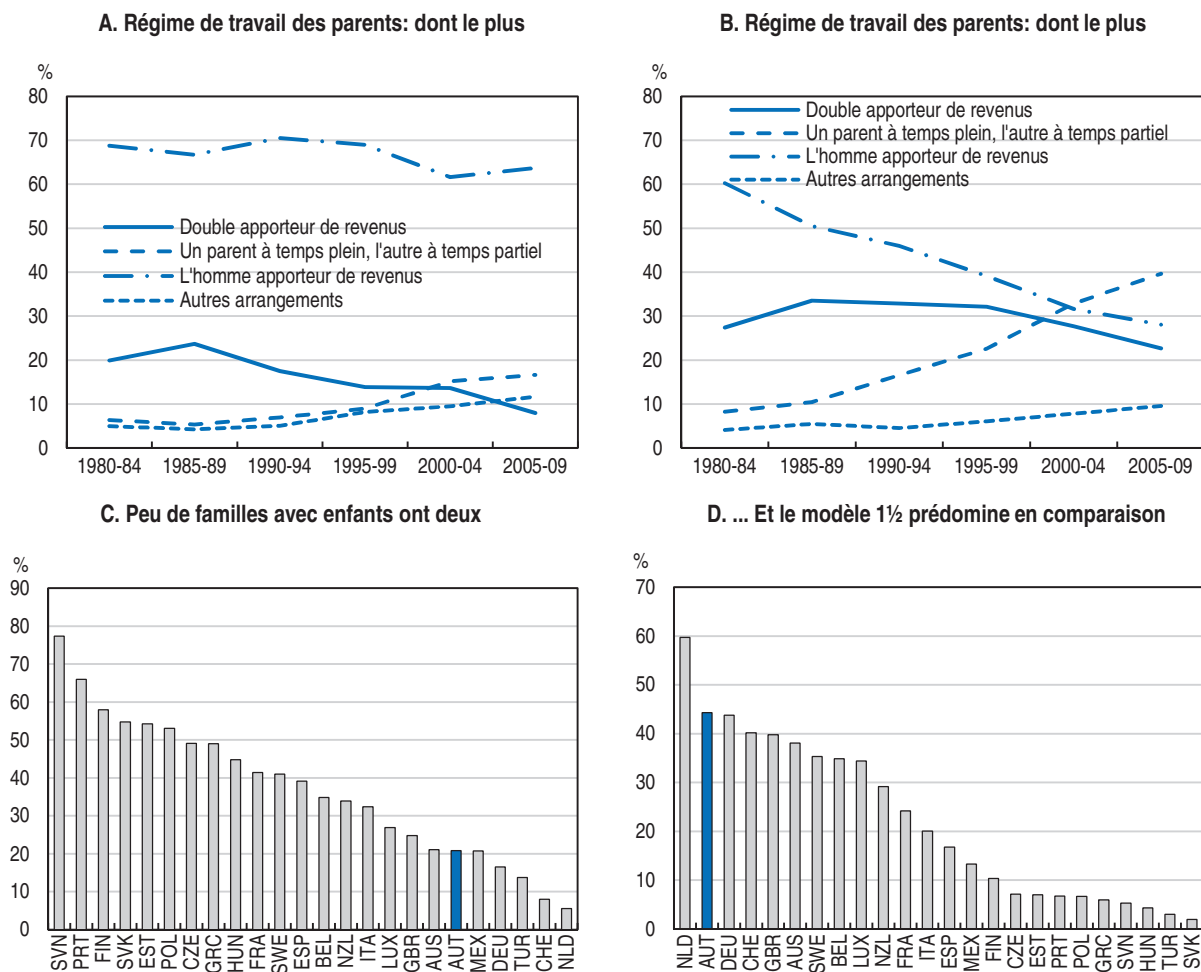 A. Régime de travail des parents: dont le plus
%
80
70
60
50
40
30
20
10
0
Double apporteur de revenus
Un parent à temps plein, l'autre à temps partiel
L'homme apporteur de revenus
Autres arrangements
1980-84 1985-89 1990-94 1995-99 2000-04 2005-09
B. Régime de travail des parents: dont le plus
%
80
70
60
50
40
30
20
10
0
Double apporteur de revenus
Un parent à temps plein, l'autre à temps partiel
L'homme apporteur de revenus
Autres arrangements
1980-84 1985-89 1990-94 1995-99 2000-04 2005-09
C. Peu de familles avec enfants ont deux
%
90
80
70
60
50
40
30
20
10
0
SVN PRT FIN SVK EST POL CZE GRC HUN FRA SWE ESP BEL NZL ITA LUX GBR AUS AUT MEX DEU TUR CHE NLD
D. ... Et le modèle 1½ prédomine en comparaison
%
70
60
50
40
30
20
10
0
NLD AUT DEU CHE GBR AUS SWE BEL LUX NZL FRA ITA ESP MEX FIN CZE EST PRT POL GRC SVN HUN TUR SVK